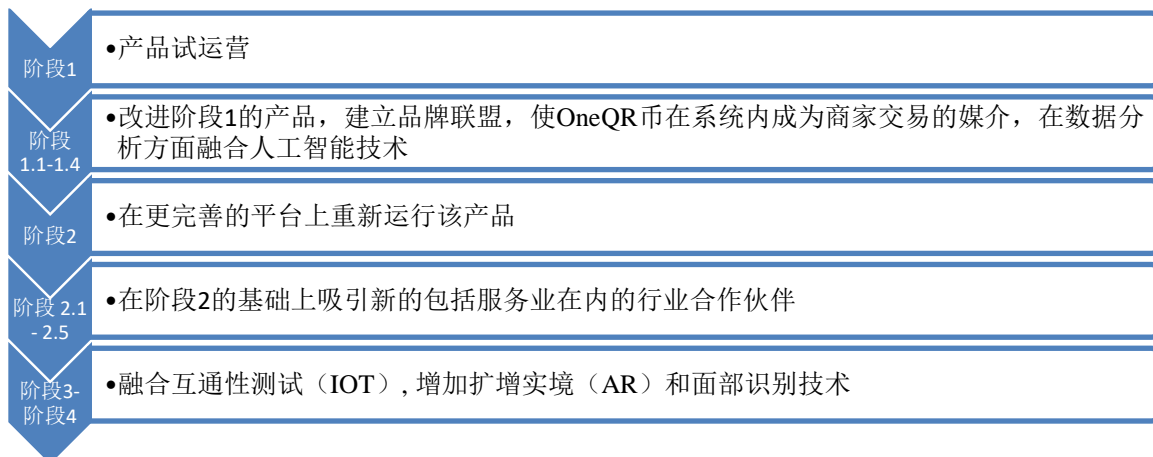 阶段1
•产品试运营
阶段
1.1-1.4
•改进阶段1的产品，建立品牌联盟，使OneQR币在系统内成为商家交易的媒介，在数据分
析方面融合人工智能技术
阶段2
•在更完善的平台上重新运行该产品
阶段 2.1
- 2.5
•在阶段2的基础上吸引新的包括服务业在内的行业合作伙伴
阶段3-
阶段4
•融合互通性测试（IOT）, 增加扩增实境（AR）和面部识别技术